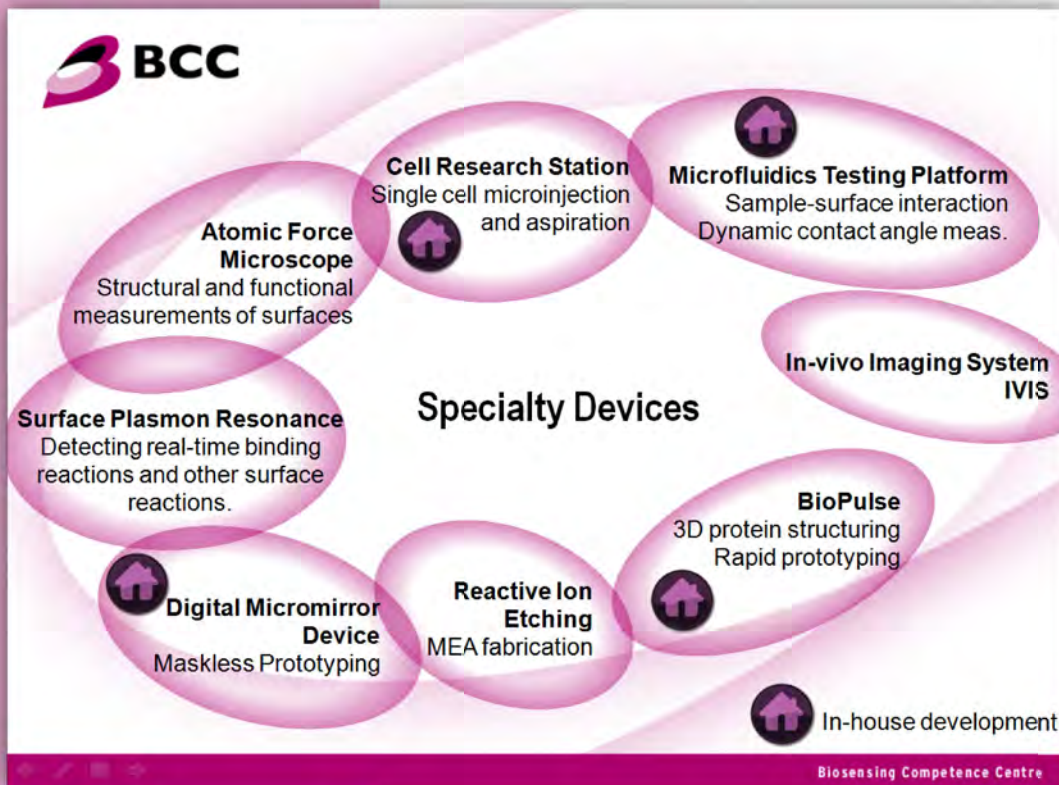 BCC
Cell Research Station
Single cell microinjection
and aspiration
Microfluidics Testing Platform
Sample-surface interaction
Dynamic contact angle meas.
Atomic Force
Microscope
Structural and functional
measurements of surfaces
In-vivo Imaging System
IVIS
Specialty Devices
Surface Plasmon Resonance
Detecting real-time binding
reactions and other surface
reactions.
BioPulse
3D protein structuring
Rapid prototyping
Reactive Ion
Etching
MEA fabrication
Digital Micromirror
Device
Maskless Prototyping
In-house development
Biosensing Competence Centre